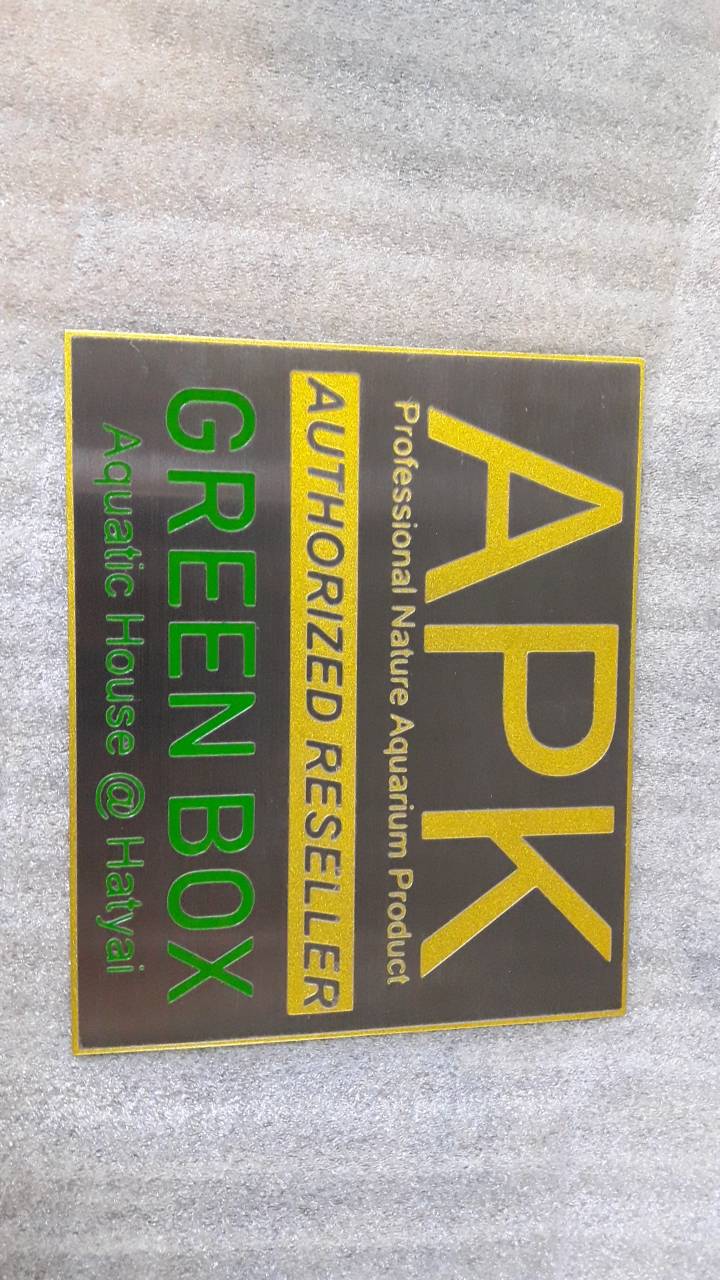 APK
Professional Nature Aquarium Product
AUTHORIZED RESELLER
GREEN BOX
Aquatic House @ Hatyai